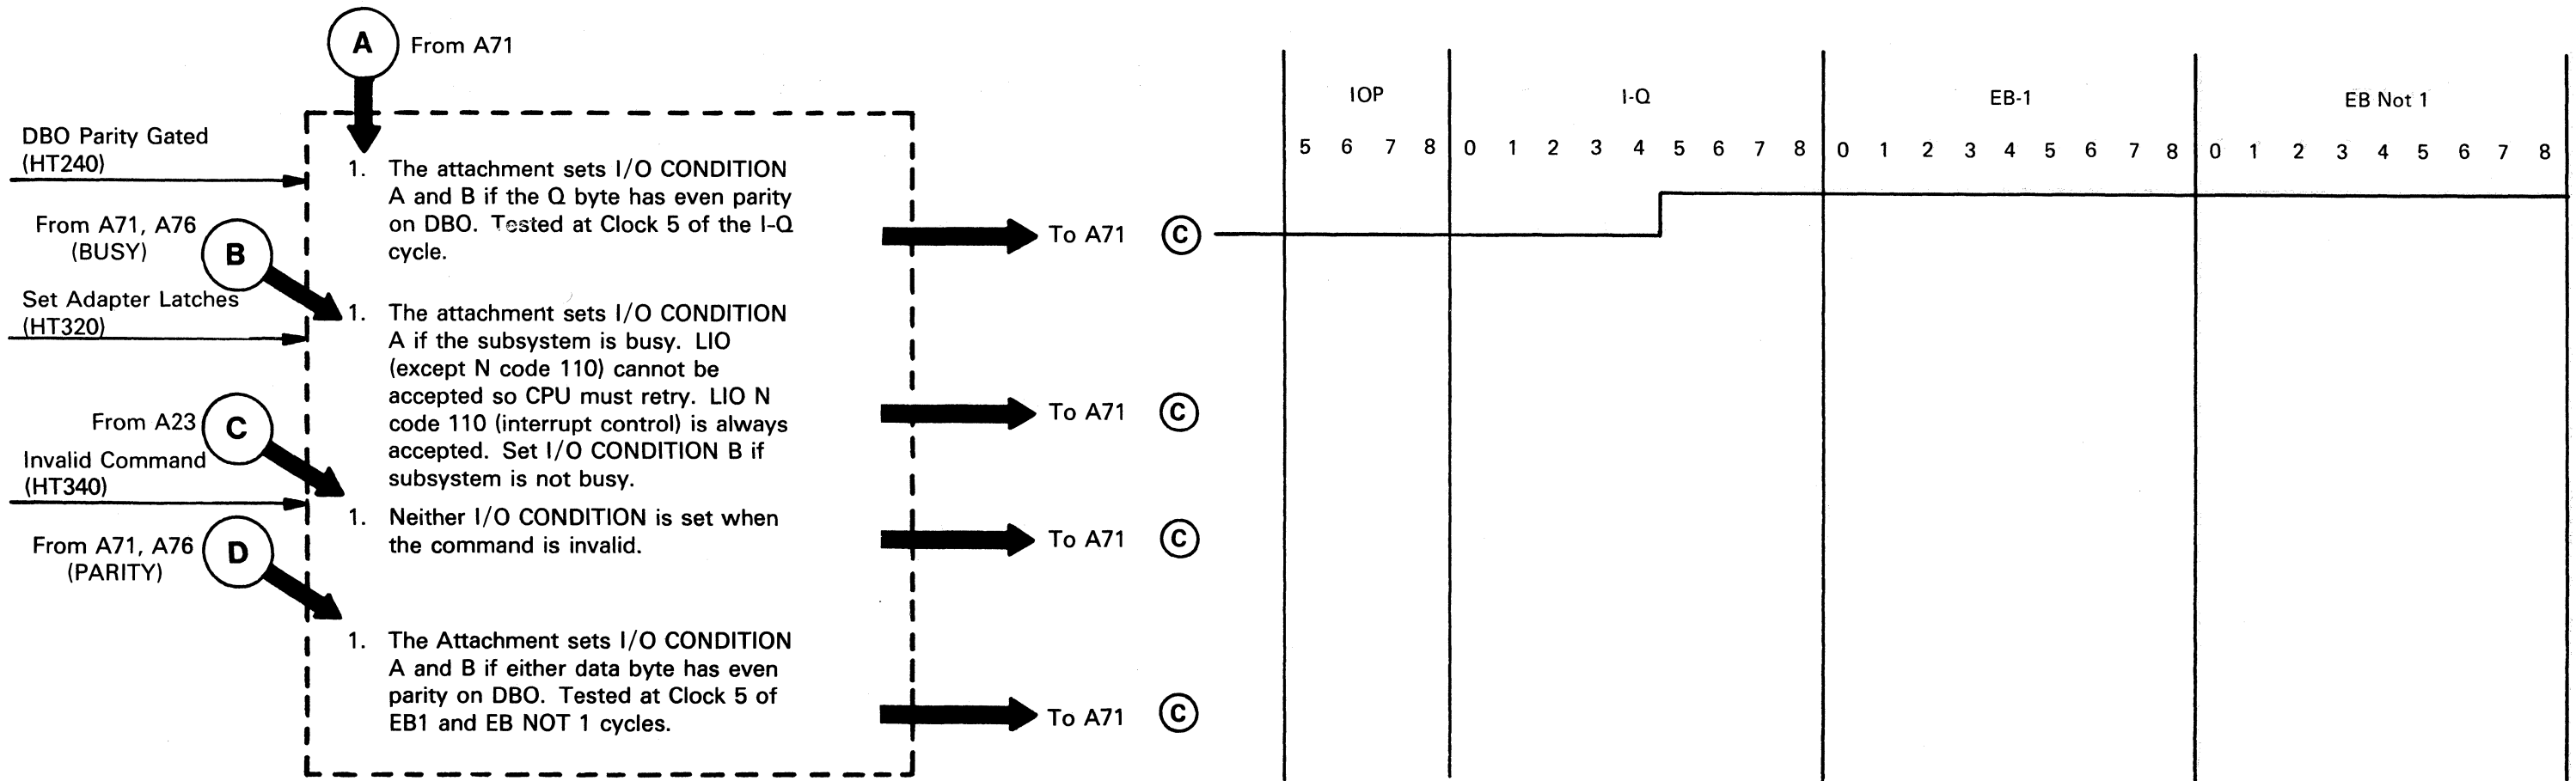 A From A71
DBO Parity Gated
(HT240)
From A71, A76
(BUSY)
B
Set Adapter Latches
(HT320)
From A23
C
Invalid Command
(HT340)
From A71, A76
(PARITY)
D
1. The attachment sets I/O CONDITION
A and B if the Q byte has even parity
on DBO. Tested at Clock 5 of the I-Q
cycle.
1. The attachment sets I/O CONDITION
A if the subsystem is busy. LIO
(except N code 110) cannot be
accepted so CPU must retry. LIO N
code 110 (interrupt control) is always
accepted. Set I/O CONDITION B if
subsystem is not busy.
1. Neither I/O CONDITION is set when
the command is invalid.
1. The Attachment sets I/O CONDITION
A and B if either data byte has even
parity on DBO. Tested at Clock 5 of
EB1 and EB NOT 1 cycles.
To A71 C
To A71 C
To A71 C
To A71 C
IOP I-Q EB-1 EB Not 1
5 6 7 8 0 1 2 3 4 5 6 7 8 0 1 2 3 4 5 6 7 8 0 1 2 3 4 5 6 7 8